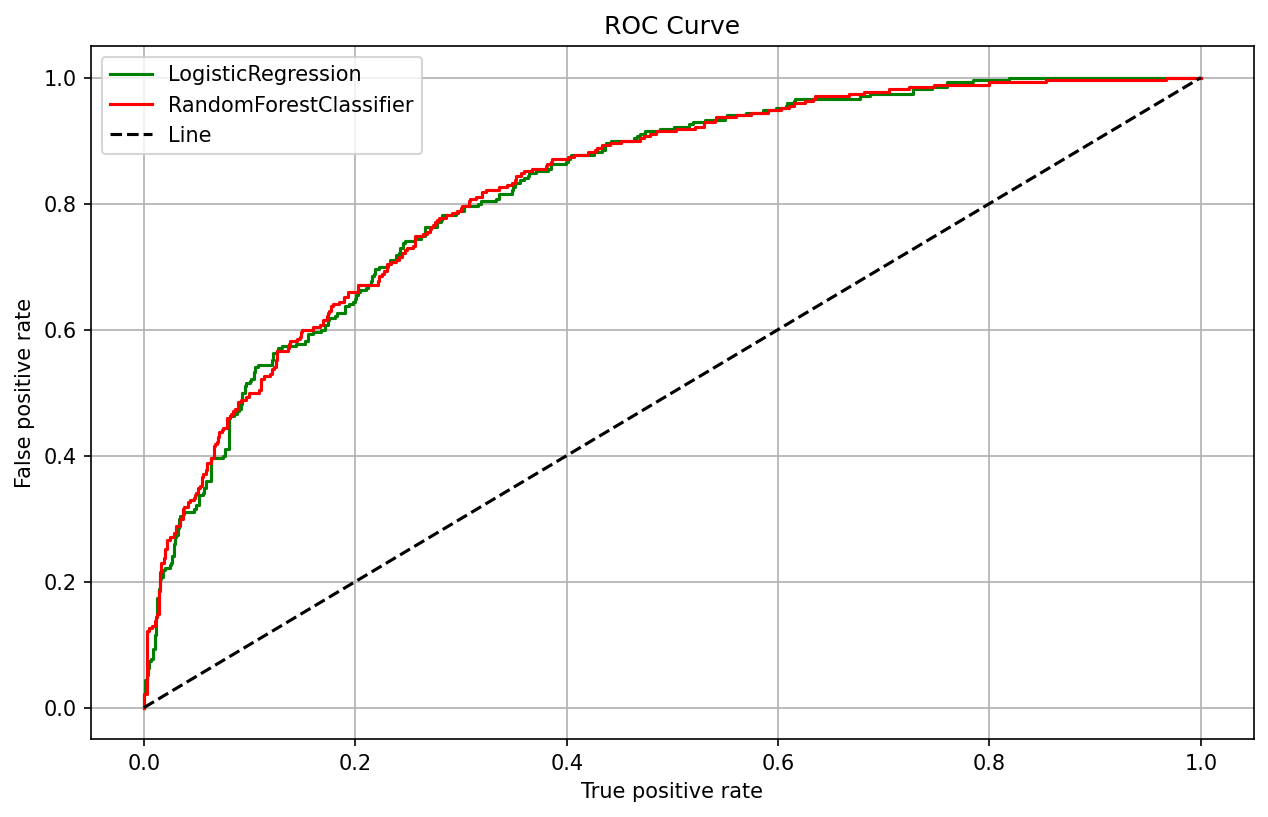 ROC Curve
LogisticRegression
RandomForestClassifier
Line
False positive rate
1.0
0.8
0.6
0.4
0.2
0.0
0.0 0.2 0.4 0.6 0.8 1.0
True positive rate